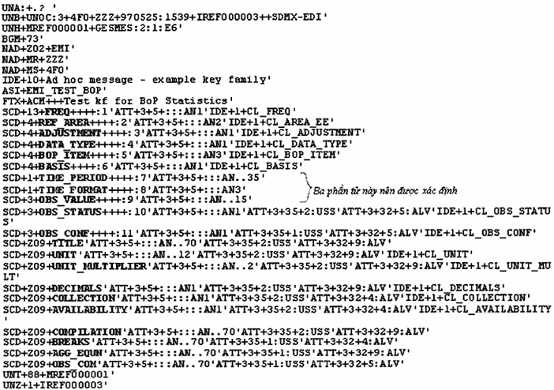 UNA:+.? '
UNB+UNOC:3+4F0+ZZZ+970525:1539+IREF000003++SDMX-EDI'
UNH+MREF000001+GESMES:2:1:E6'
BGM+73'
NAD+Z02+EMI'
NAD+MR+ZZZ'
NAD+MS+4F0'
IDE+10+Ad hoc message - example key family'
ASI+EMI_TEST_BOP'
FTX+ACM+++Test kf for BoP Statistics'
SCD+13+FREQ++++:1'ATT+3+5+:::AN1'IDE+1+CL_FREQ'
SCD+4+REF_AREA++++:2'ATT+3+5+:::AN2'IDE+1+CL_AREA_EE'
SCD+4+ADJUSTMENT++++:3'ATT+3+5+:::AN1'IDE+1+CL_ADJUSTMENT'
SCD+4+DATA_TYPE++++:4'ATT+3+5+:::AN1'IDE+1+CL_DATA_TYPE'
SCD+4+BOP_ITEM++++:5'ATT+3+5+:::AN3'IDE+1+CL_BOP_ITEM'
SCD+4+BASIS++++:6'ATT+3+5+:::AN1'IDE+1+CL_BASIS'
SCD+1+TIME_PERIOD++++:7'ATT+3+5+:::AN..35'
SCD+1+TIME_FORMAT++++:8'ATT+3+5+:::AN3'
Ba phần tử này nên được xác định
SCD+3+OBS_VALUE++++:9'ATT+3+5+:::AN..15'
SCD+3+OBS_STATUS++++:10'ATT+3+5+:::AN1'ATT+3+35+2:USS'ATT+3+32+5:ALV'IDE+1+CL_OBS_STATU
S'
SCD+3+OBS_CONF++++:11'ATT+3+5+:::AN1'ATT+3+35+1:USS'ATT+3+32+5:ALV'IDE+1+CL_OBS_CONF'
SCD+Z09+TITLE'ATT+3+5+:::AN..70'ATT+3+35+2:USS'ATT+3+32+9:ALV'
SCD+Z09+UNIT'ATT+3+5+:::AN..12'ATT+3+35+2:USS'ATT+3+32+9:ALV'IDE+1+CL_UNIT'
SCD+Z09+UNIT_MULTIPLIER'ATT+3+5+:::AN..2'ATT+3+35+2:USS'ATT+3+32+9:ALV'IDE+1+CL_UNIT_MU
LT'
SCD+Z09+DECIMALS'ATT+3+5+:::AN1'ATT+3+35+2:USS'ATT+3+32+9:ALV'IDE+1+CL_DECIMALS'
SCD+Z09+COLLECTION'ATT+3+5+:::AN1'ATT+3+35+2:USS'ATT+3+32+4:ALV'IDE+1+CL_COLLECTION'
SCD+Z09+AVAILABILITY'ATT+3+5+:::AN1'ATT+3+35+2:USS'ATT+3+32+4:ALV'IDE+1+CL_AVAILABILITY
'
SCD+Z09+COMPILATION'ATT+3+5+:::AN..70'ATT+3+35+2:USS'ATT+3+32+9:ALV'
SCD+Z09+BREAKS'ATT+3+5+:::AN..70'ATT+3+35+1:USS'ATT+3+32+4:ALV'
SCD+Z09+AGG_EQUN'ATT+3+5+:::AN..70'ATT+3+35+1:USS'ATT+3+32+9:ALV'
SCD+Z09+OBS_COM'ATT+3+5+:::AN..70'ATT+3+35+2:USS'ATT+3+32+5:ALV'
UNT+88+MREF000001'
UNZ+1+IREF000003'